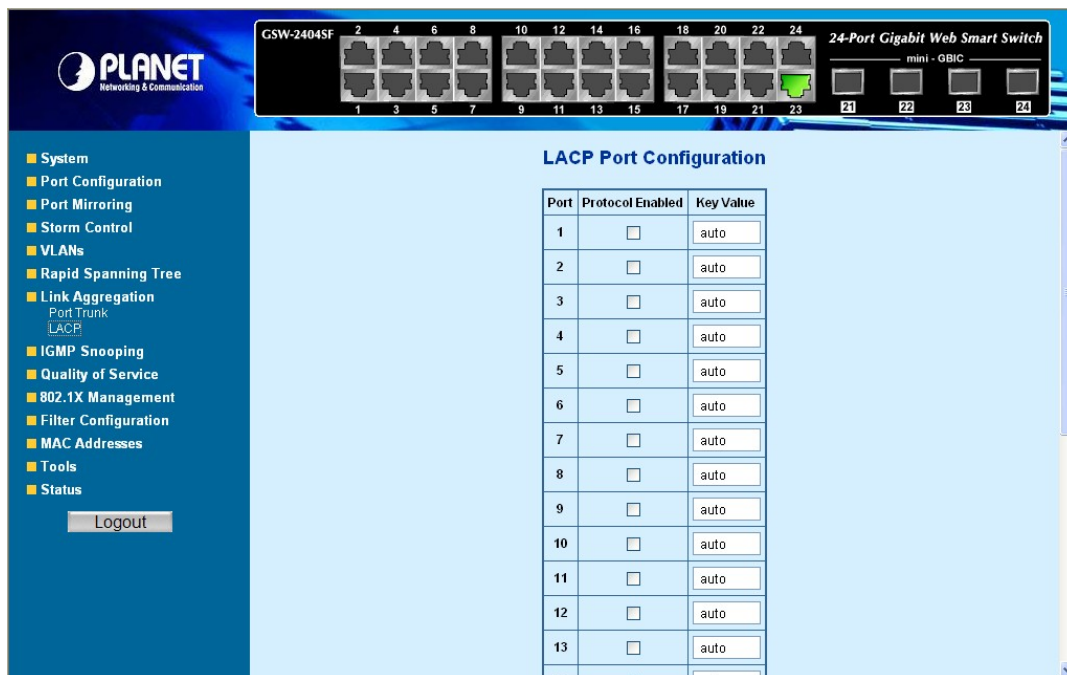 PLANET
Networking & Communication
GSW-2404SF
2 4 6 8 10 12 14 16 18 20 22 24
24-Port Gigabit Web Smart Switch
mini - GBIC
1 3 5 7 9 11 13 15 17 19 21 23
21 22 23 24
System
Port Configuration
Port Mirroring
Storm Control
VLANs
Rapid Spanning Tree
Link Aggregation
Port Trunk
LACP
IGMP Snooping
Quality of Service
802.1X Management
Filter Configuration
MAC Addresses
Tools
Status
Logout
LACP Port Configuration
Port Protocol Enabled Key Value
1 auto
2 auto
3 auto
4 auto
5 auto
6 auto
7 auto
8 auto
9 auto
10 auto
11 auto
12 auto
13 auto